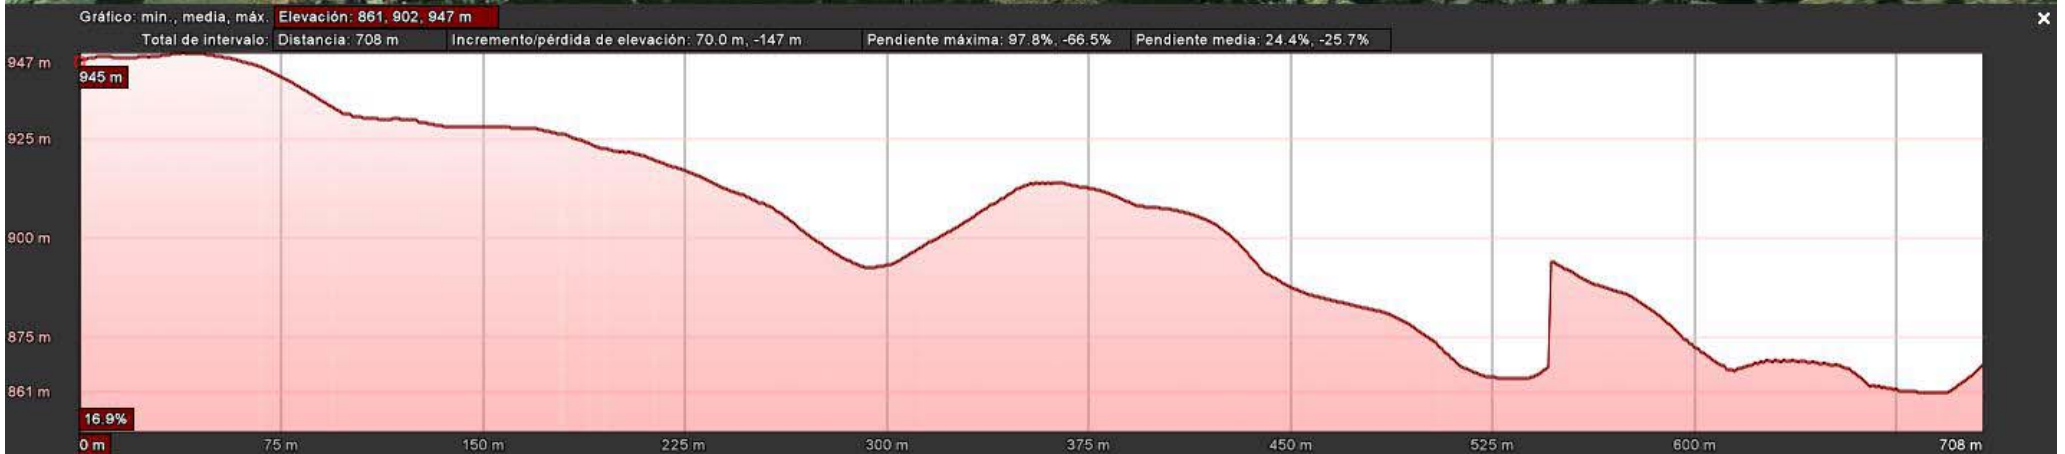 Gráfico: mín., media, máx. Elevación: 861, 902, 947 m
Total de intervalo: Distancia: 708 m Incremento/pérdida de elevación: 70.0 m, -147 m Pendiente máxima: 97.8%, -66.5% Pendiente media: 24.4%, -25.7%
947 m
945 m
925 m
900 m
875 m
861 m
16.9%
0 m 75 m 150 m 225 m 300 m 375 m 450 m 525 m 600 m 708 m